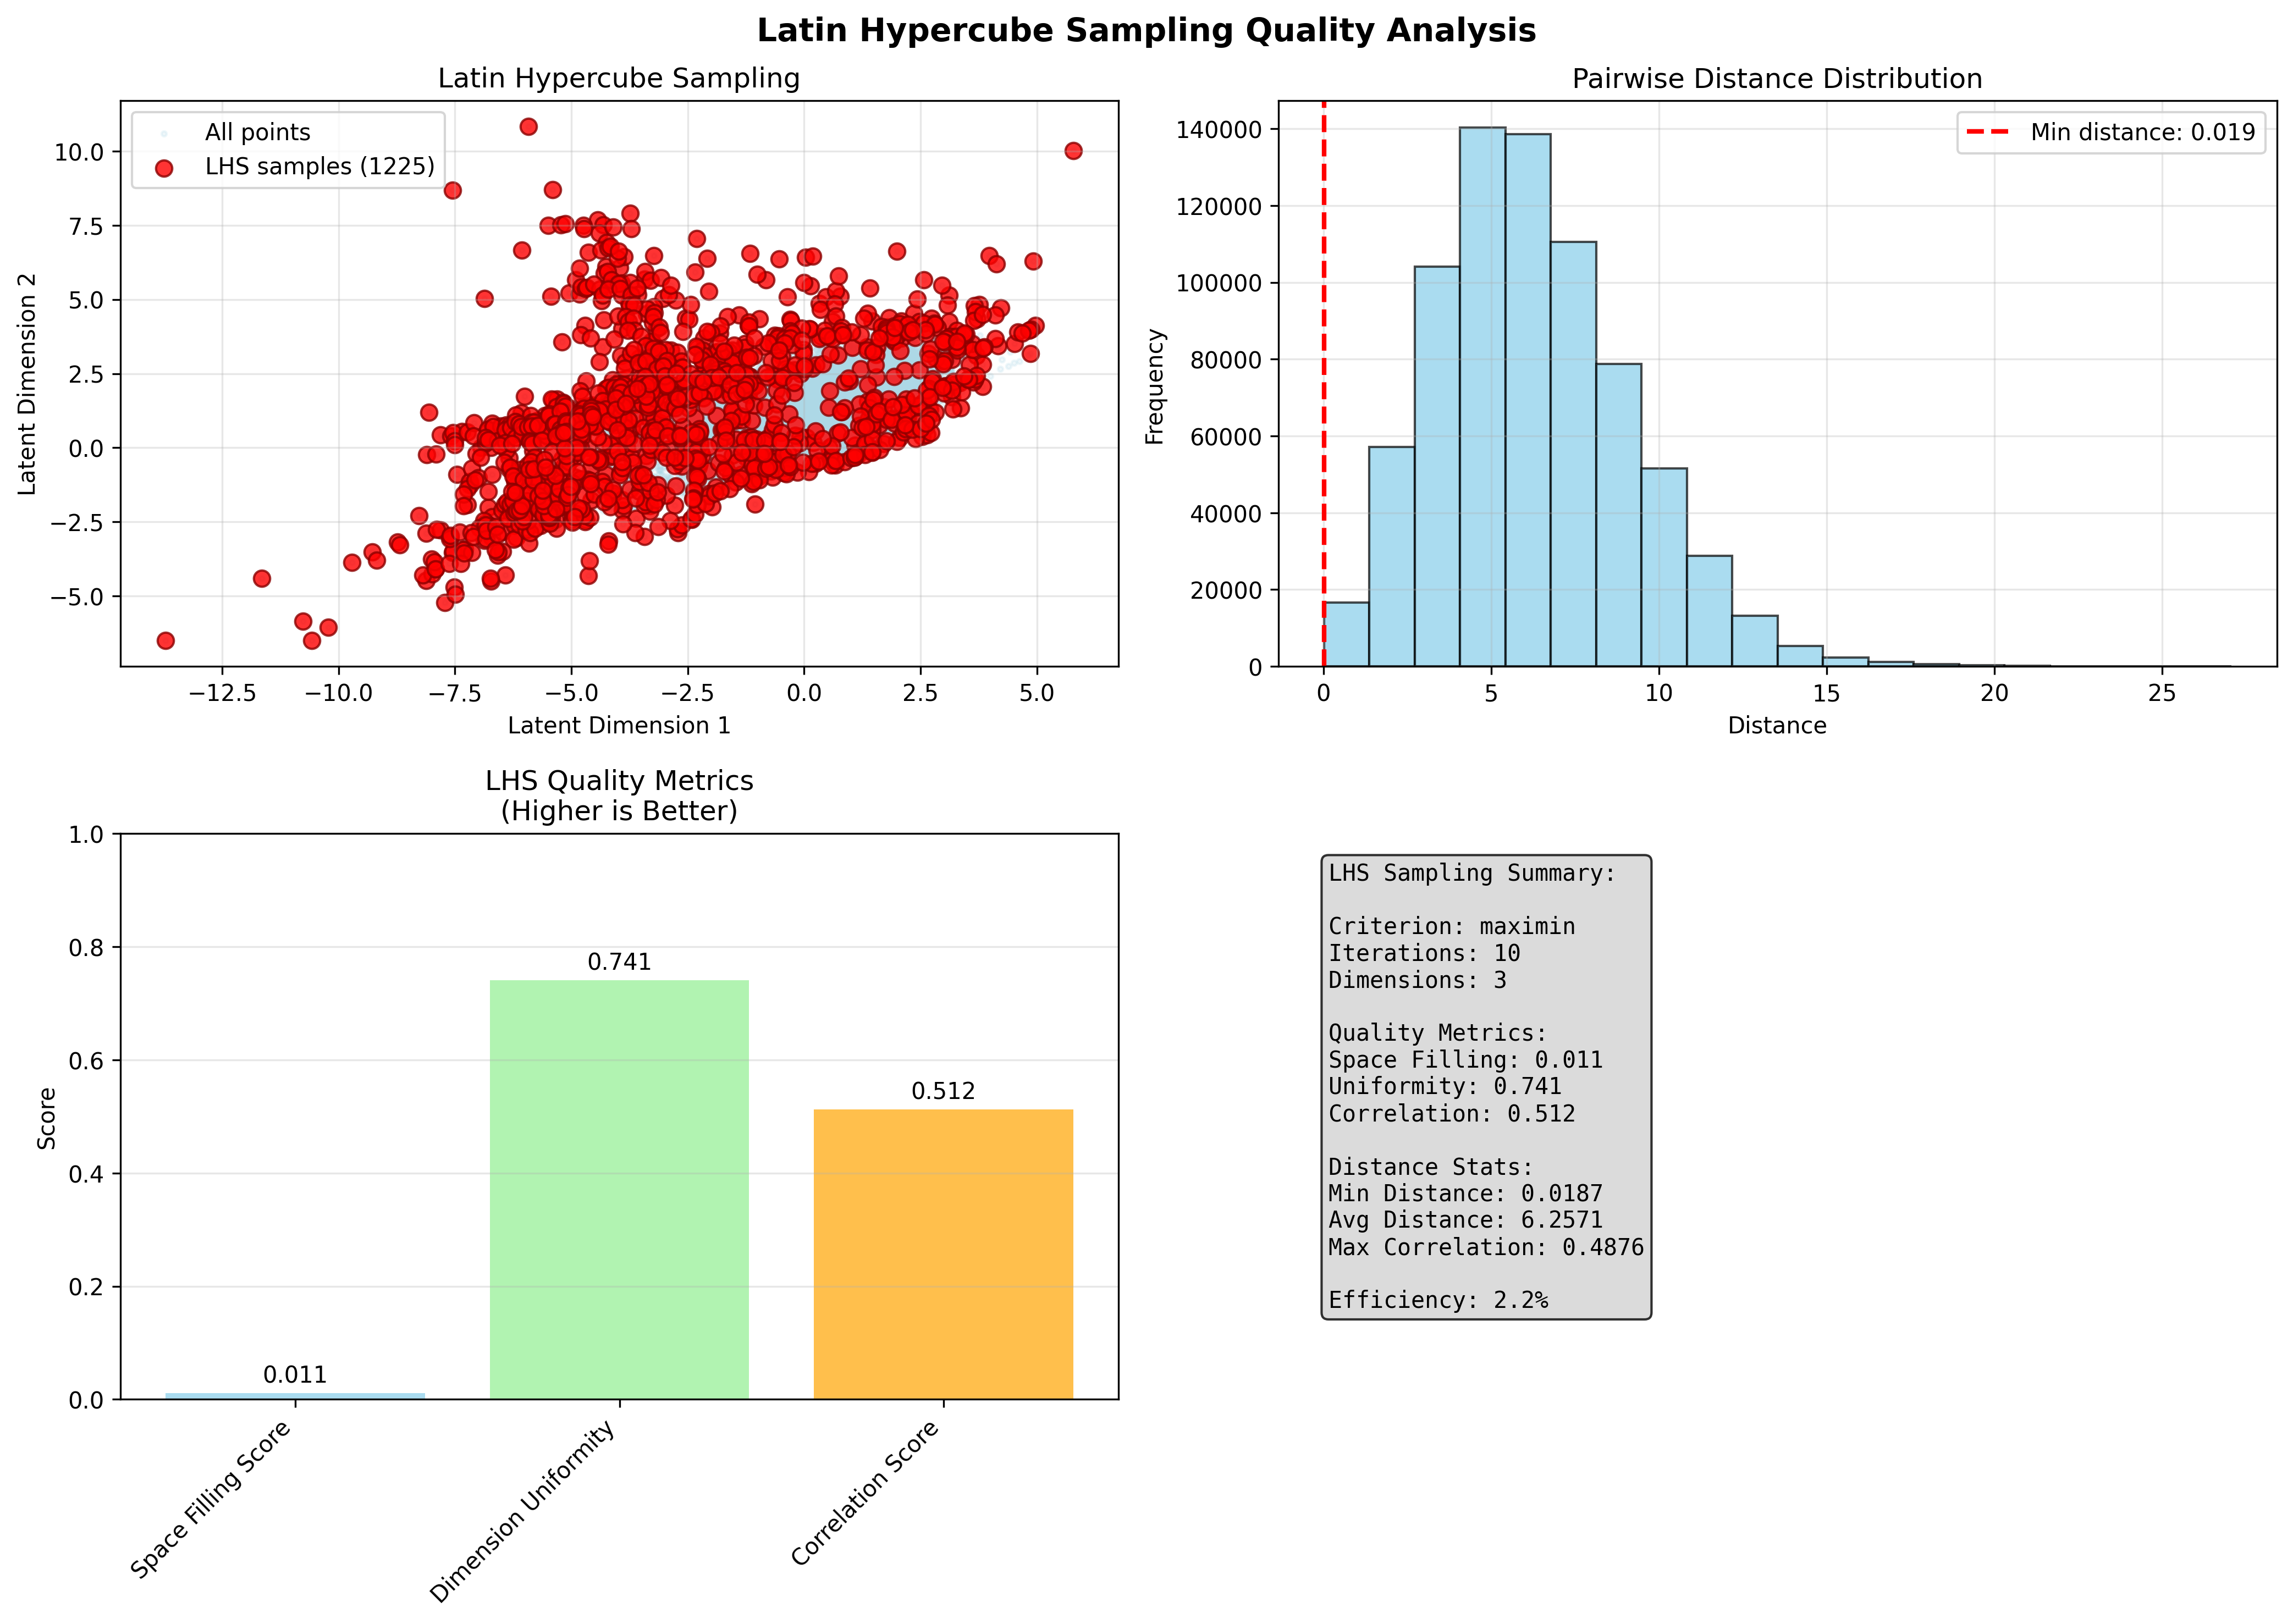 Latin Hypercube Sampling Quality Analysis
Latin Hypercube Sampling
All points
LHS samples (1225)
10.0
7.5
5.0
2.5
0.0
−2.5
−5.0
Latent Dimension 2
−12.5 −10.0 −7.5 −5.0 −2.5 0.0 2.5 5.0
Latent Dimension 1
Pairwise Distance Distribution
Min distance: 0.019
140000
120000
100000
80000
60000
40000
20000
0
Frequency
0 5 10 15 20 25
Distance
LHS Quality Metrics
(Higher is Better)
1.0
0.8
0.6
0.4
0.2
0.0
Score
0.011
0.741
0.512
Space Filling Score
Dimension Uniformity
Correlation Score
LHS Sampling Summary:
Criterion: maximin
Iterations: 10
Dimensions: 3
Quality Metrics:
Space Filling: 0.011
Uniformity: 0.741
Correlation: 0.512
Distance Stats:
Min Distance: 0.0187
Avg Distance: 6.2571
Max Correlation: 0.4876
Efficiency: 2.2%